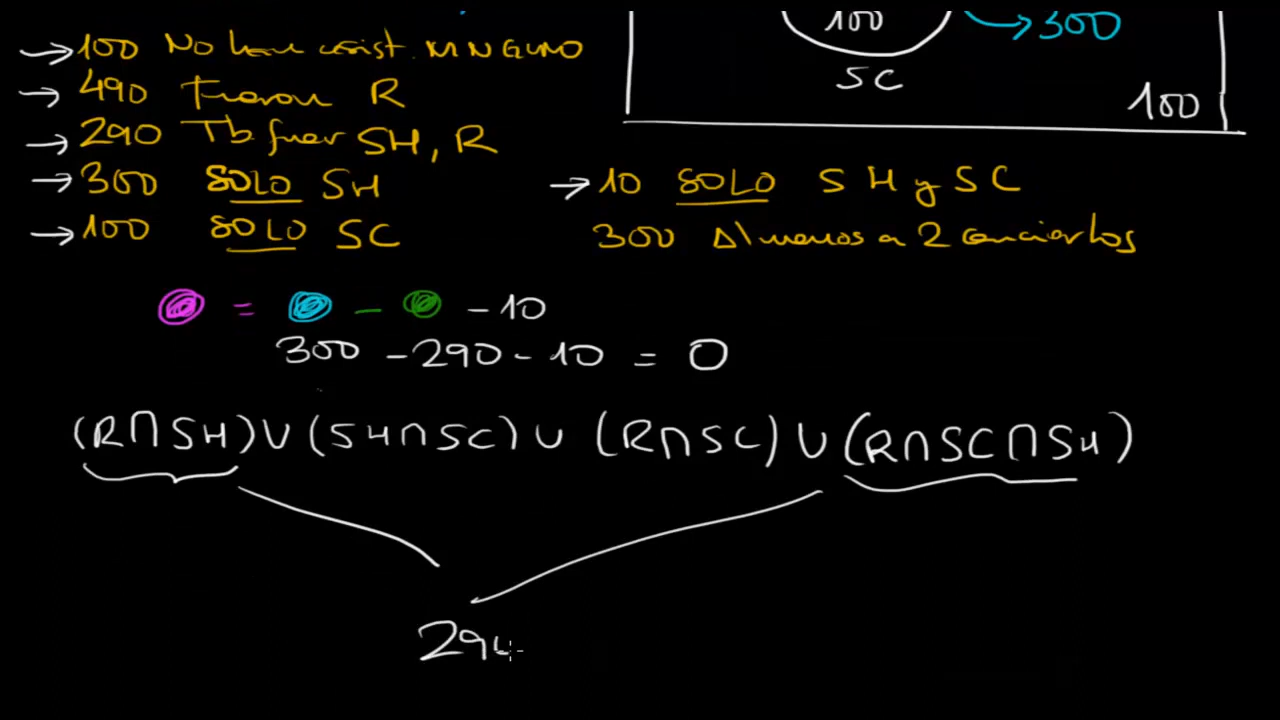 100 → 300
SC
100
→ 100 No han asist. NINGUNO
→ 490 Fueron R
→ 290 Tb fuer SH, R
→ 300 SOLO SH
→ 10 SOLO SH y SC
→ 100 SOLO SC
300 Al menos a 2 conciertos
= - - 10
300 - 290 - 10 = 0
(R∩SH) ∪ (SH∩SC) ∪ (R∩SC) ∪ (R∩SC∩SH)
29